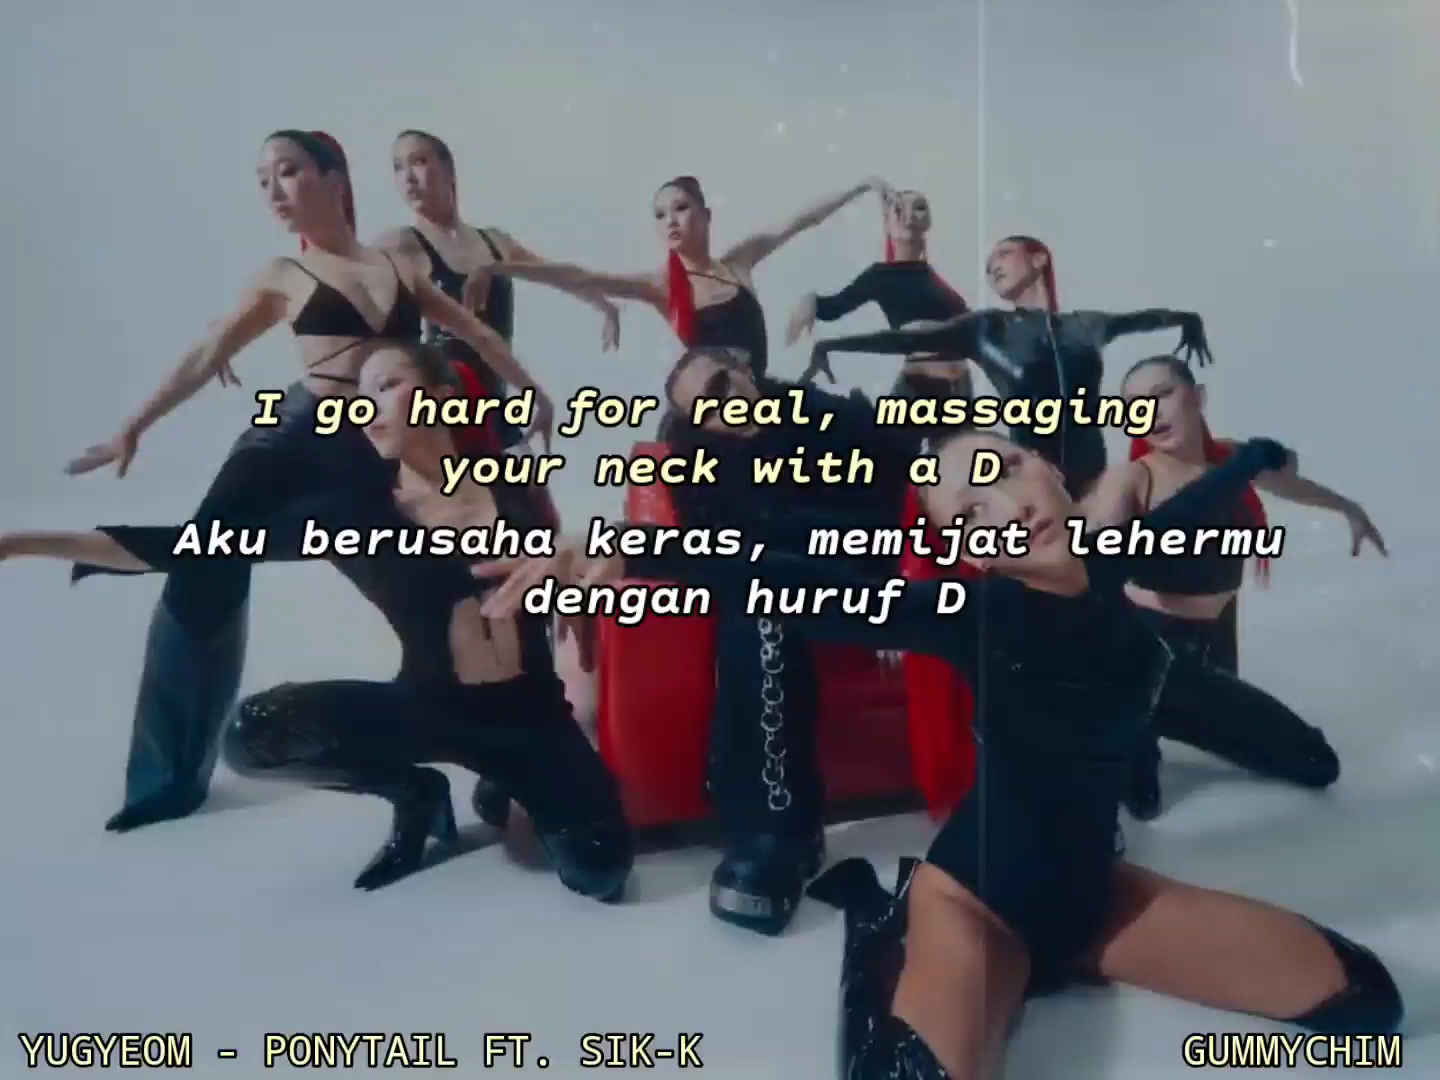 I go hard for real, massaging
your neck with a D
Aku berusaha keras, memijat lehermu
dengan huruf D
YUGYEOM - PONYTAIL FT. SIK-K
GUMMYCHIM